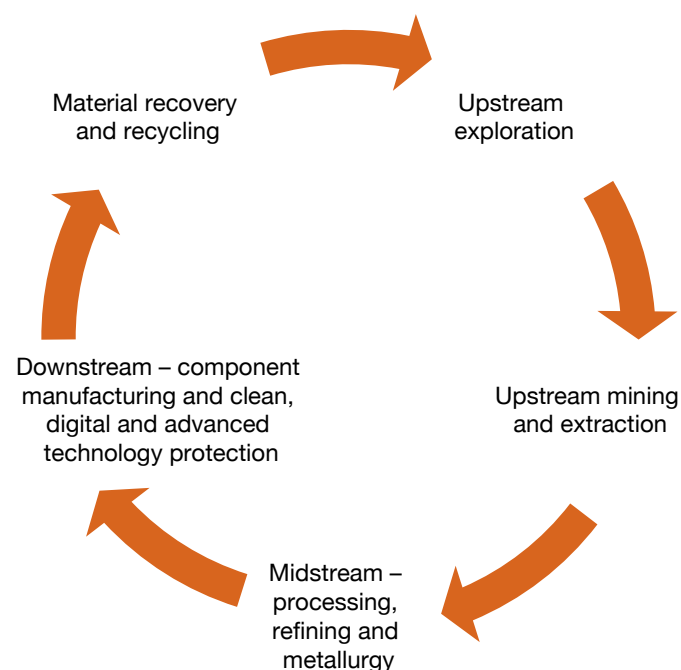 Material recovery
and recycling
Upstream
exploration
Upstream mining
and extraction
Midstream –
processing,
refining and
metallurgy
Downstream – component
manufacturing and clean,
digital and advanced
technology protection